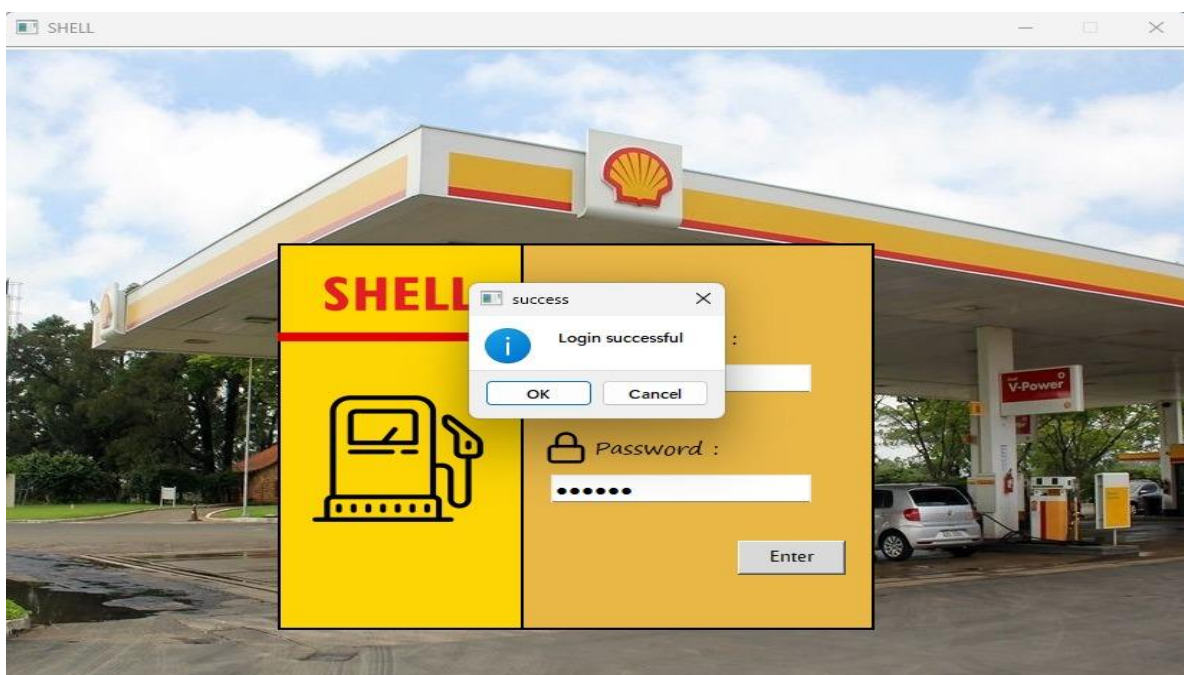 SHELL
SHELL
success
Login successful
OK Cancel
:
Password :
••••••
Enter
V-Power